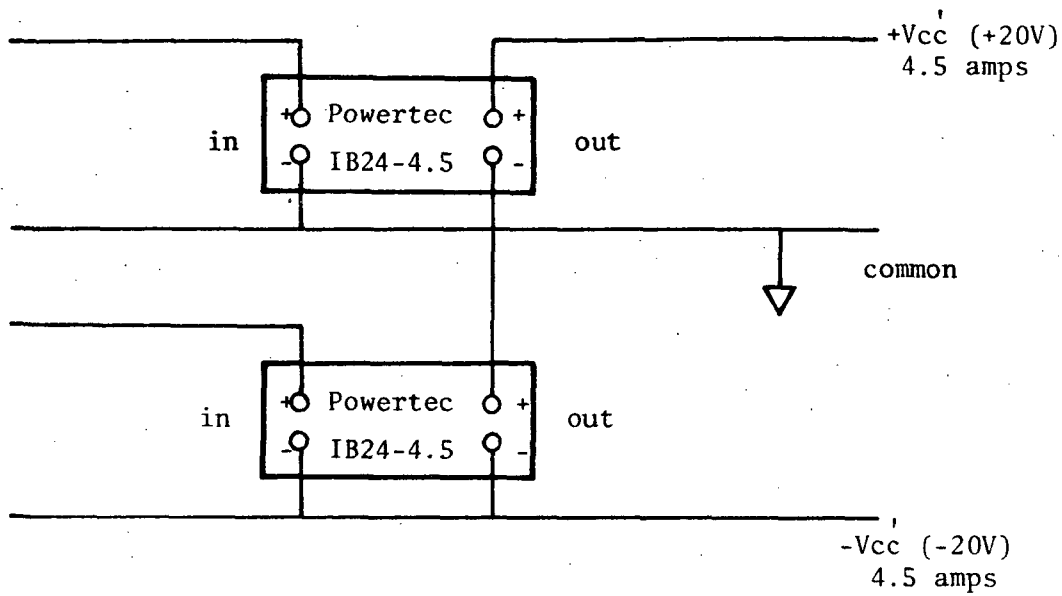 +Vcc' (+20V)
4.5 amps
+ Powertec +
in - IB24-4.5 - out
common
+ Powertec +
in - IB24-4.5 - out
-Vcc' (-20V)
4.5 amps